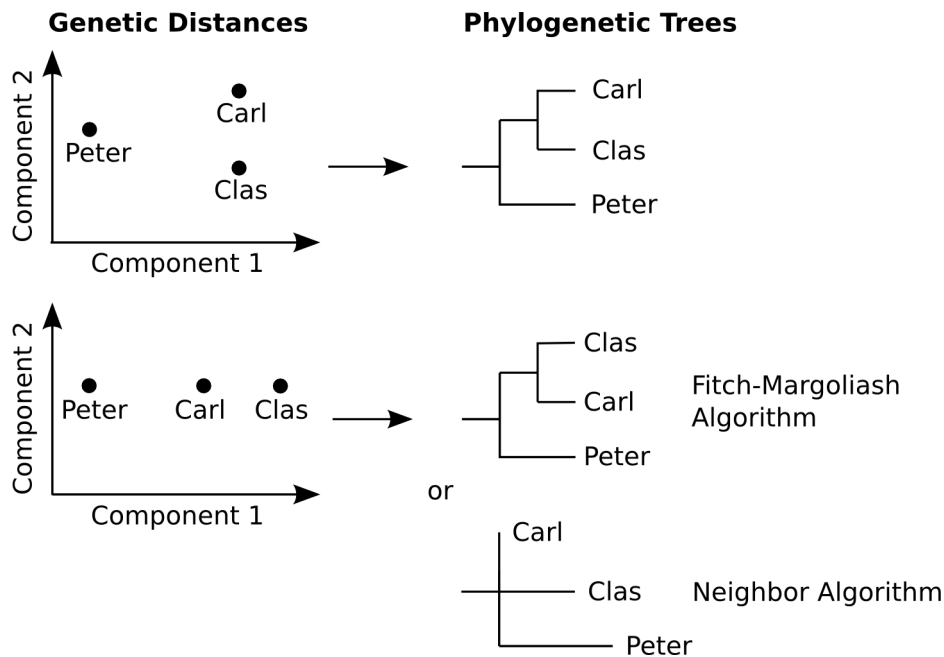 Genetic Distances
Phylogenetic Trees
Component 2
Peter
Carl
Clas
Component 1
Carl
Clas
Peter
Component 2
Peter
Carl
Clas
Component 1
Clas
Carl
Peter
Fitch-Margoliash
Algorithm
or
Carl
Clas
Peter
Neighbor Algorithm